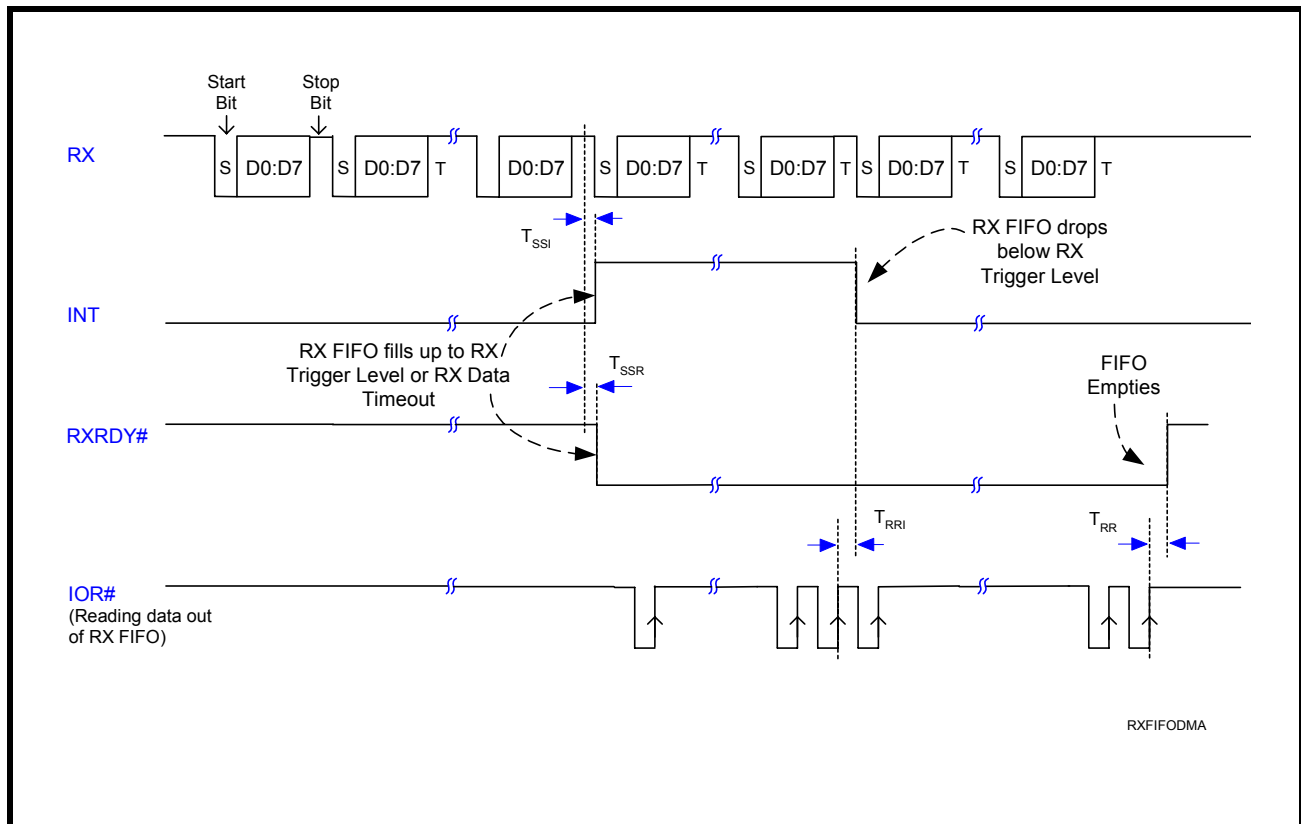 Start
Bit
Stop
Bit
RX
S D0:D7 S D0:D7 T D0:D7 S D0:D7 T S D0:D7 T S D0:D7 T S D0:D7 T
TSSI
RX FIFO drops
below RX
Trigger Level
INT
RX FIFO fills up to RX
Trigger Level or RX Data
Timeout
TSSR
FIFO
Empties
RXRDY#
TRRI
TRR
IOR#
(Reading data out
of RX FIFO)
RXFIFODMA